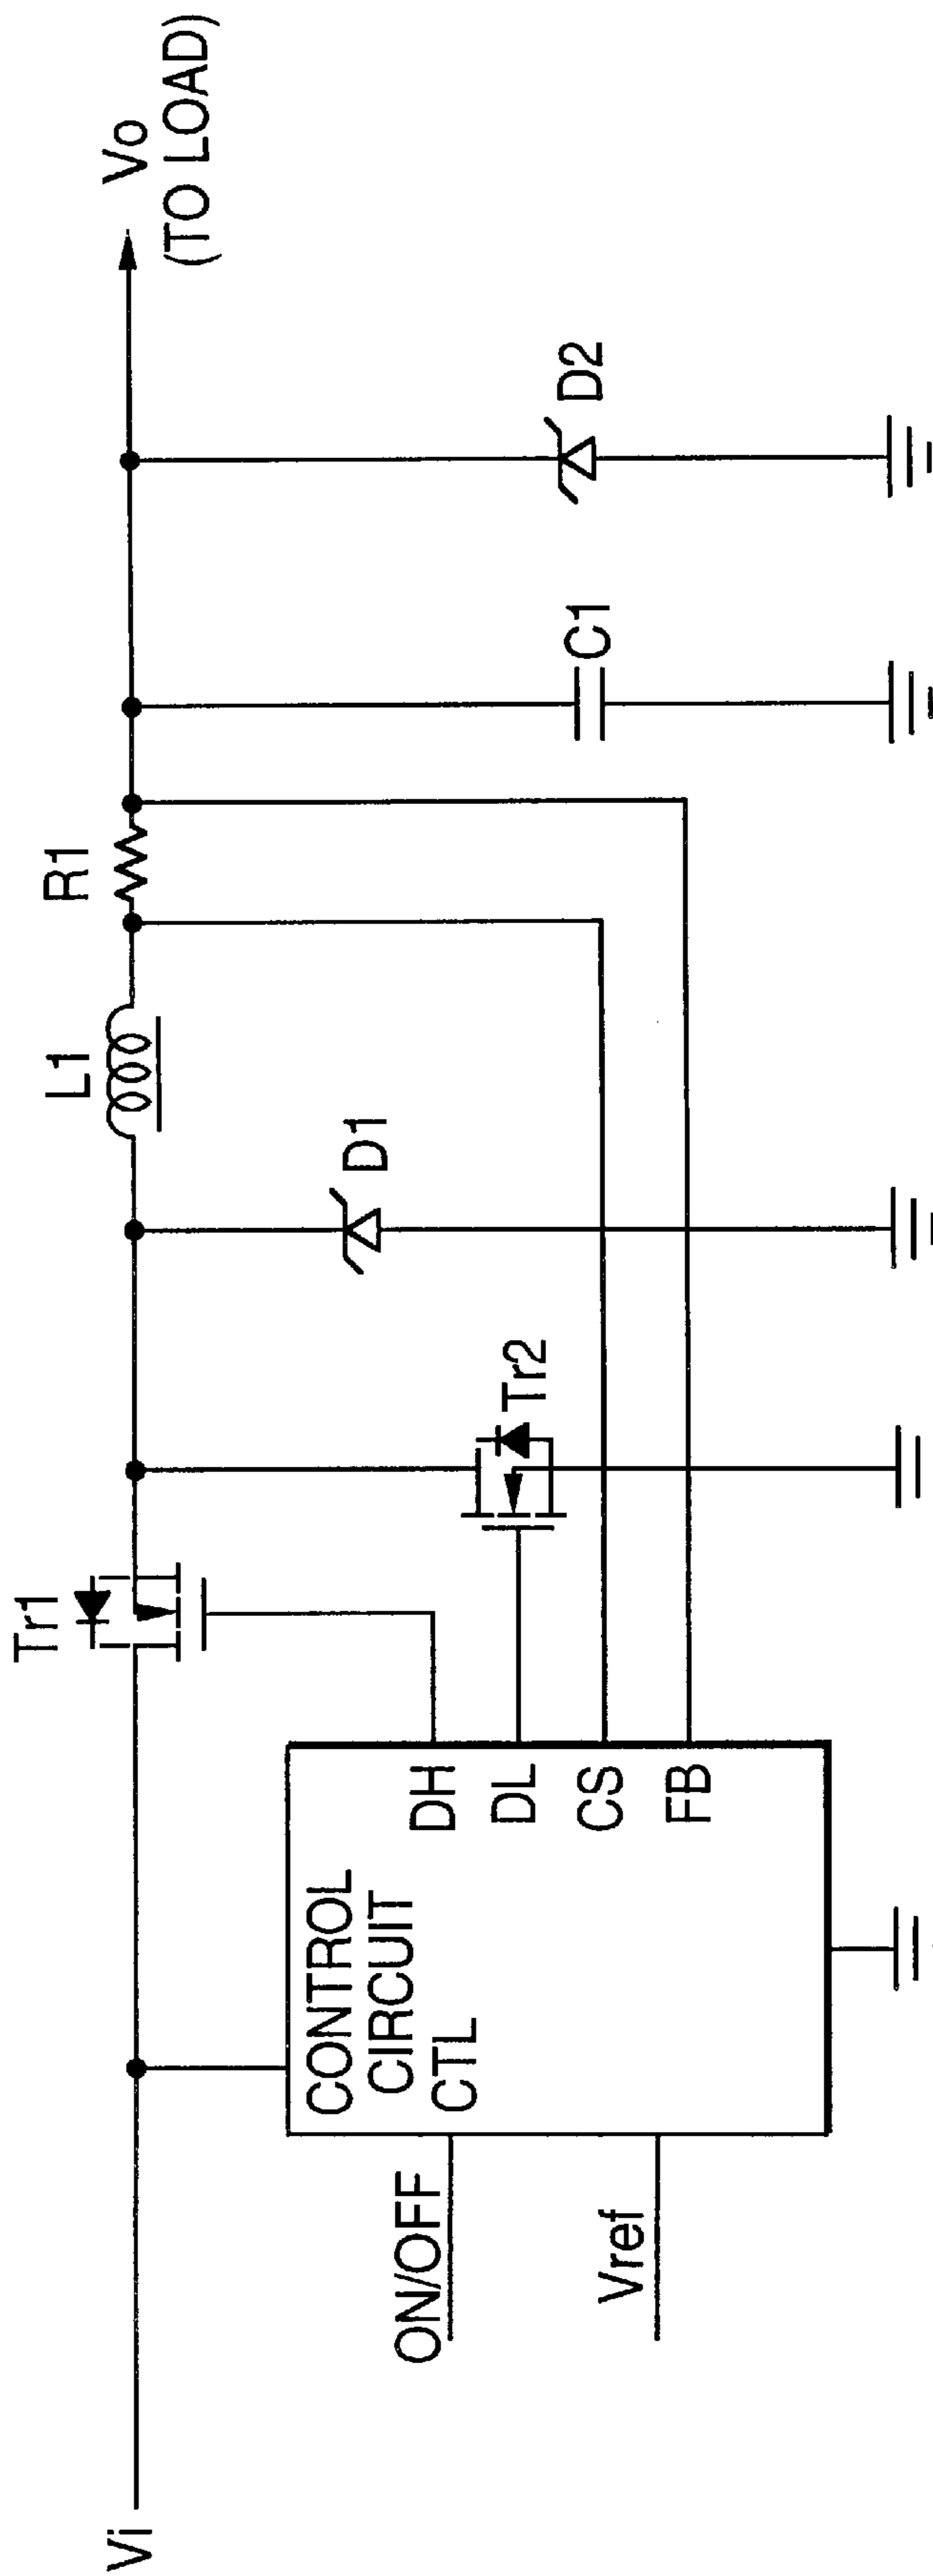 Vi
Tr1
L1
R1
Vo
(TO LOAD)
D1
D2
Tr2
C1
ON/OFF
Vref
CONTROL
CIRCUIT
CTL
DH
DL
CS
FB